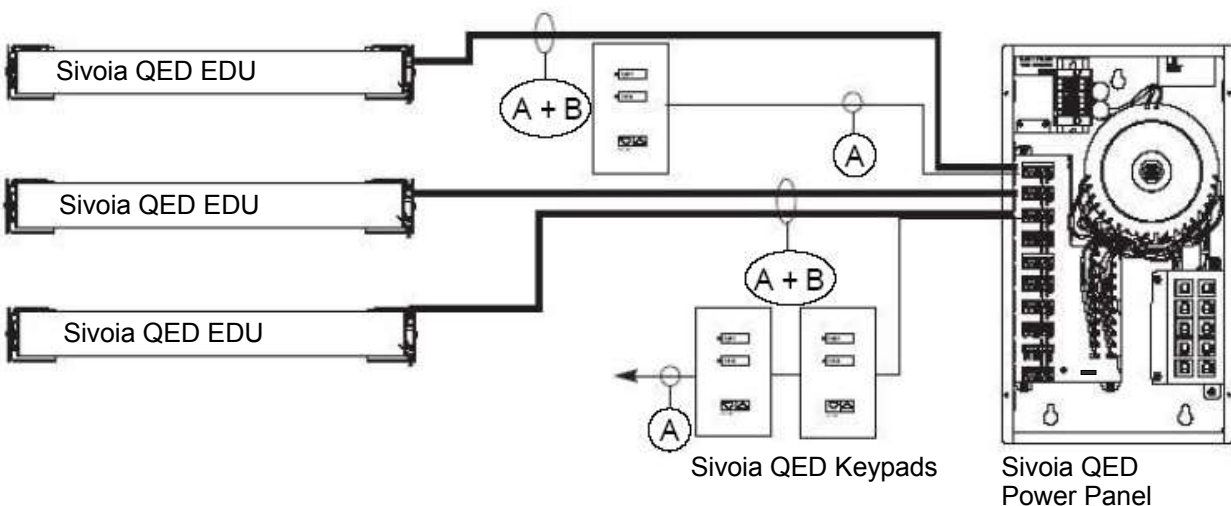 Sivoia QED EDU
A + B
A
Sivoia QED EDU
A + B
Sivoia QED EDU
A
Sivoia QED Keypads
Sivoia QED
Power Panel